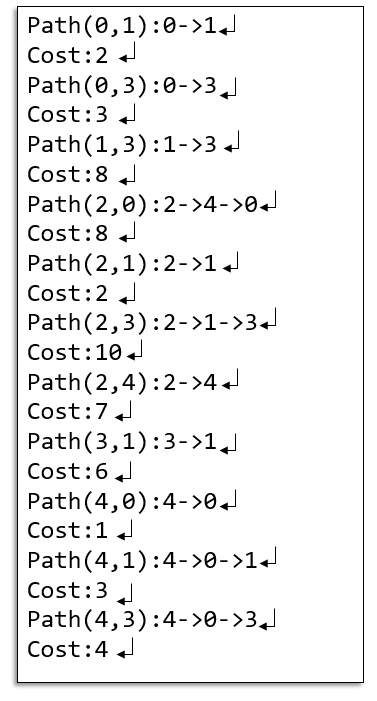 Path(0,1):0->1↵
Cost:2 ↵
Path(0,3):0->3↵
Cost:3 ↵
Path(1,3):1->3 ↵
Cost:8 ↵
Path(2,0):2->4->0↵
Cost:8 ↵
Path(2,1):2->1 ↵
Cost:2 ↵
Path(2,3):2->1->3↵
Cost:10↵
Path(2,4):2->4↵
Cost:7 ↵
Path(3,1):3->1↵
Cost:6 ↵
Path(4,0):4->0↵
Cost:1 ↵
Path(4,1):4->0->1↵
Cost:3 ↵
Path(4,3):4->0->3↵
Cost:4 ↵